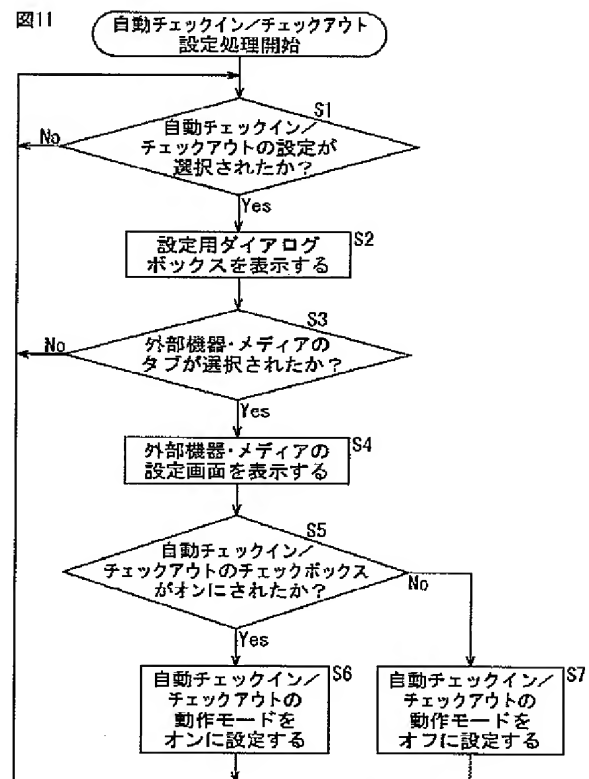 図11
自動チェックイン/チェックアウト
設定処理開始
S1
自動チェックイン/
チェックアウトの設定が
選択されたか?
No
Yes
設定用ダイアログ
ボックスを表示する
S2
S3
外部機器・メディアの
タブが選択されたか?
No
Yes
外部機器・メディアの
設定画面を表示する
S4
S5
自動チェックイン/
チェックアウトのチェックボックス
がオンにされたか?
No
Yes
自動チェックイン/
チェックアウトの
動作モードを
オンに設定する
S6
自動チェックイン/
チェックアウトの
動作モードを
オフに設定する
S7